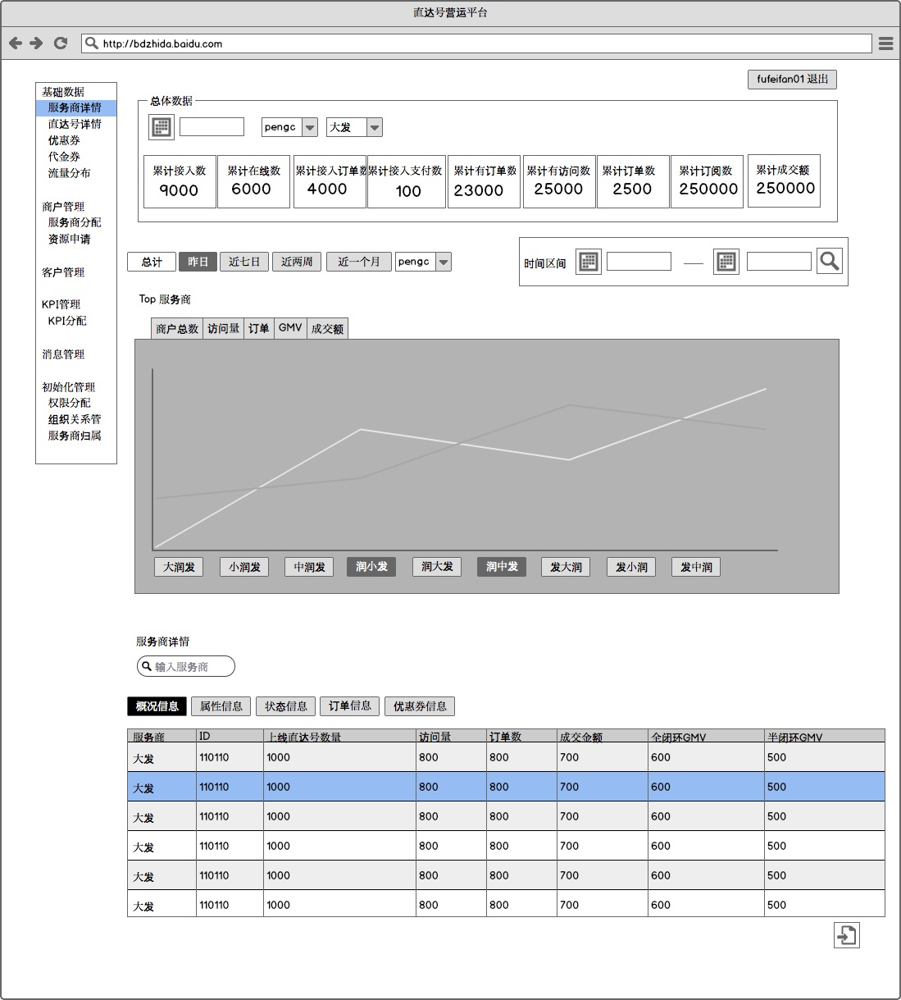 直达号营运平台
http://bdzhida.baidu.com
fufeifan01 退出
基础数据
服务商详情
直达号详情
优惠券
代金券
流量分布
商户管理
服务商分配
资源申请
客户管理
KPI管理
KPI分配
消息管理
初始化管理
权限分配
组织关系管
服务商归属
总体数据
pengc 大发
累计接入数 累计在线数 累计接入订单数 累计接入支付数 累计有订单数 累计有访问数 累计订单数 累计订阅数 累计成交额
9000 6000 4000 100 23000 25000 2500 250000 250000
总计 昨日 近七日 近两周 近一个月 pengc 时间区间
Top 服务商
商户总数 访问量 订单 GMV 成交额
大润发 小润发 中润发 润小发 润大发 润中发 发大润 发小润 发中润
服务商详情
输入服务商
概况信息 属性信息 状态信息 订单信息 优惠券信息
服务商 ID 上线直达号数量 访问量 订单数 成交金额 全闭环GMV 半闭环GMV
大发 110110 1000 800 800 700 600 500
大发 110110 1000 800 800 700 600 500
大发 110110 1000 800 800 700 600 500
大发 110110 1000 800 800 700 600 500
大发 110110 1000 800 800 700 600 500
大发 110110 1000 800 800 700 600 500